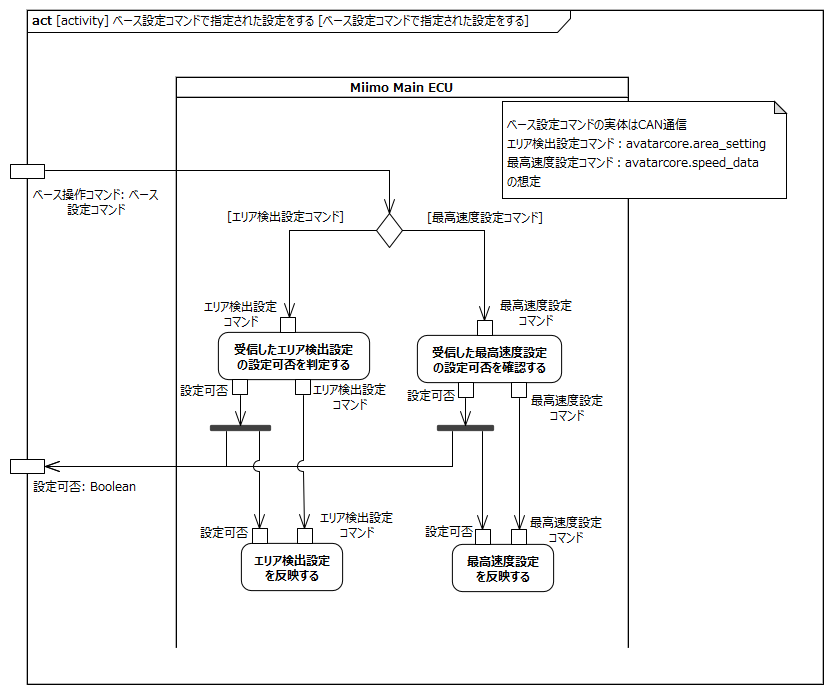 act [activity] ベース設定コマンドで指定された設定をする [ベース設定コマンドで指定された設定をする]
Miimo Main ECU
ベース設定コマンドの実体はCAN通信
エリア検出設定コマンド：avatarcore.area_setting
最高速度設定コマンド：avatarcore.speed_data
の想定
ベース操作コマンド: ベース
設定コマンド
[エリア検出設定コマンド]
[最高速度設定コマンド]
エリア検出設定
コマンド
最高速度設定
コマンド
受信したエリア検出設定
の設定可否を判定する
受信した最高速度設定
の設定可否を確認する
設定可否
エリア検出設定
コマンド
設定可否
最高速度設定
コマンド
設定可否: Boolean
設定可否
エリア検出設定
コマンド
設定可否
最高速度設定
コマンド
エリア検出設定
を反映する
最高速度設定
を反映する